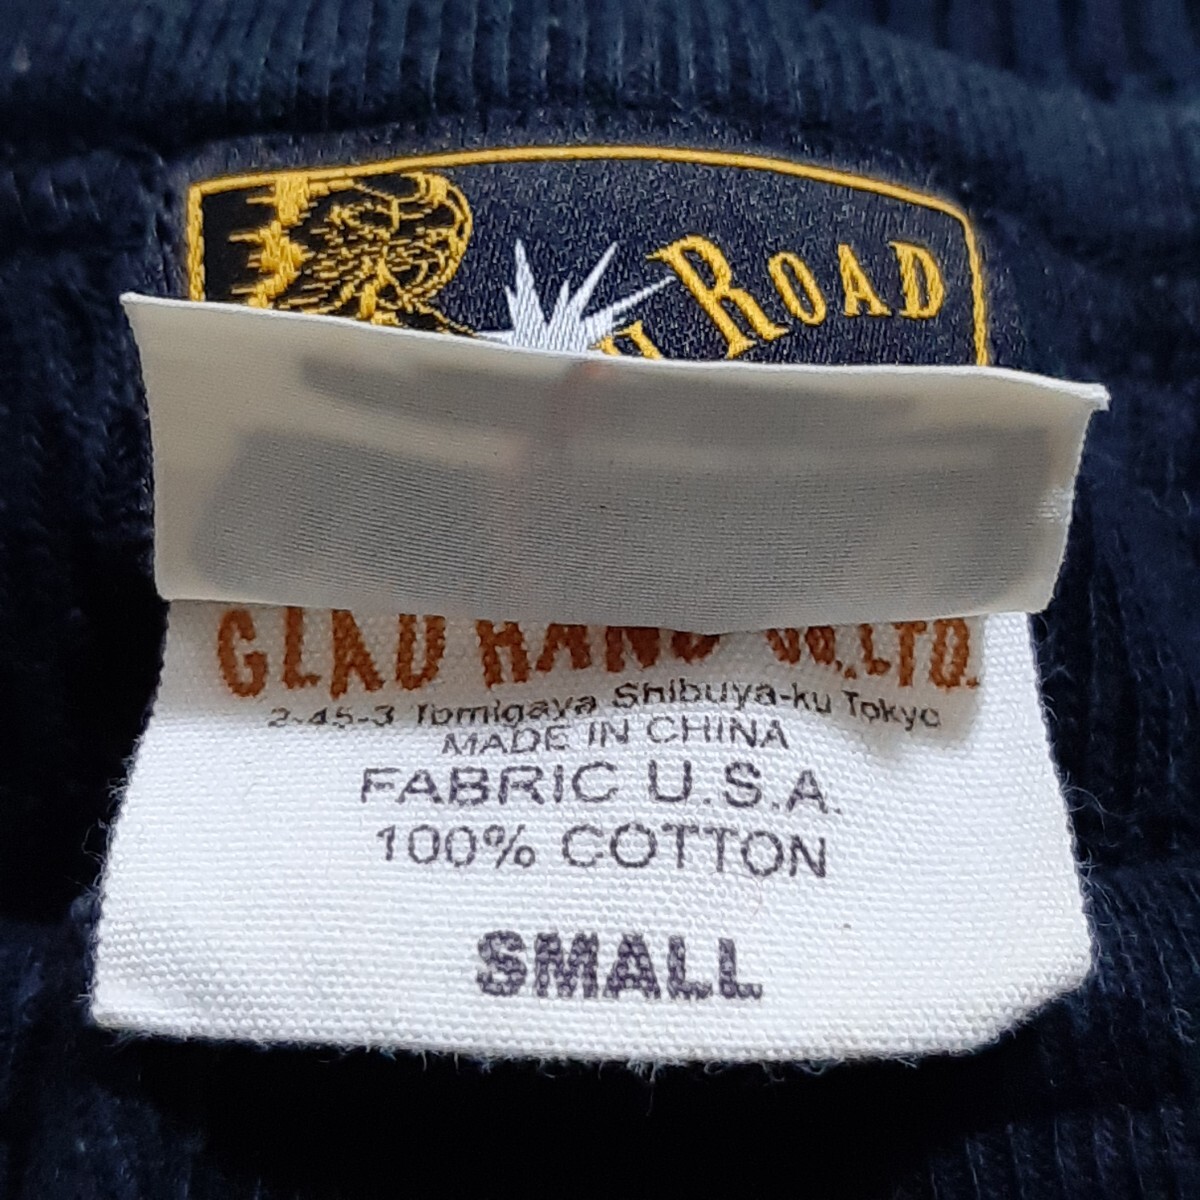 ROAD
GLAD HAND CO.,LTD.
2-45-3 Tomigaya Shibuya-ku Tokyo
MADE IN CHINA
FABRIC U.S.A.
100% COTTON
SMALL